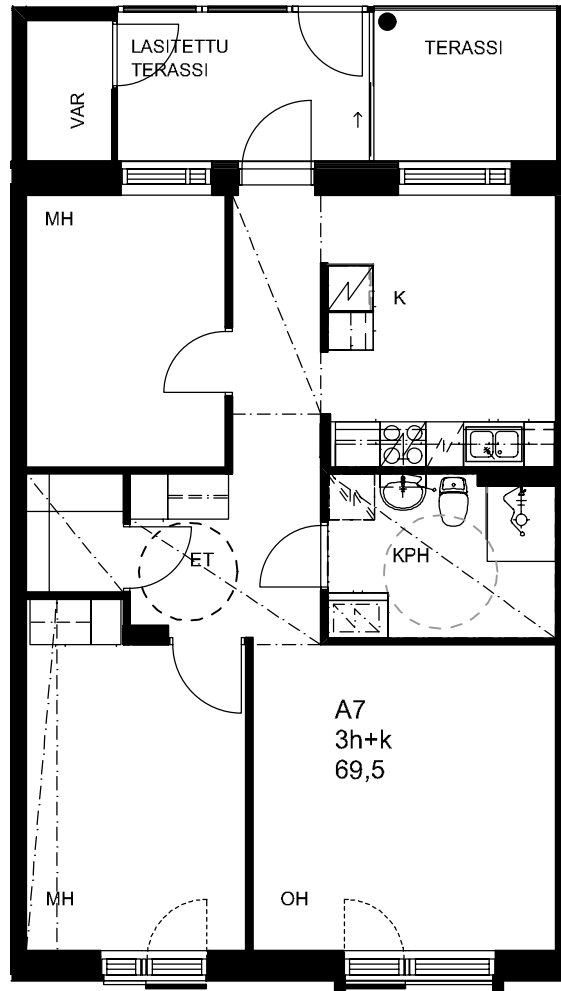 LASITETTU
TERASSI
TERASSI
VAR
MH
K
ET
KPH
A7
3h+k
69,5
MH
OH